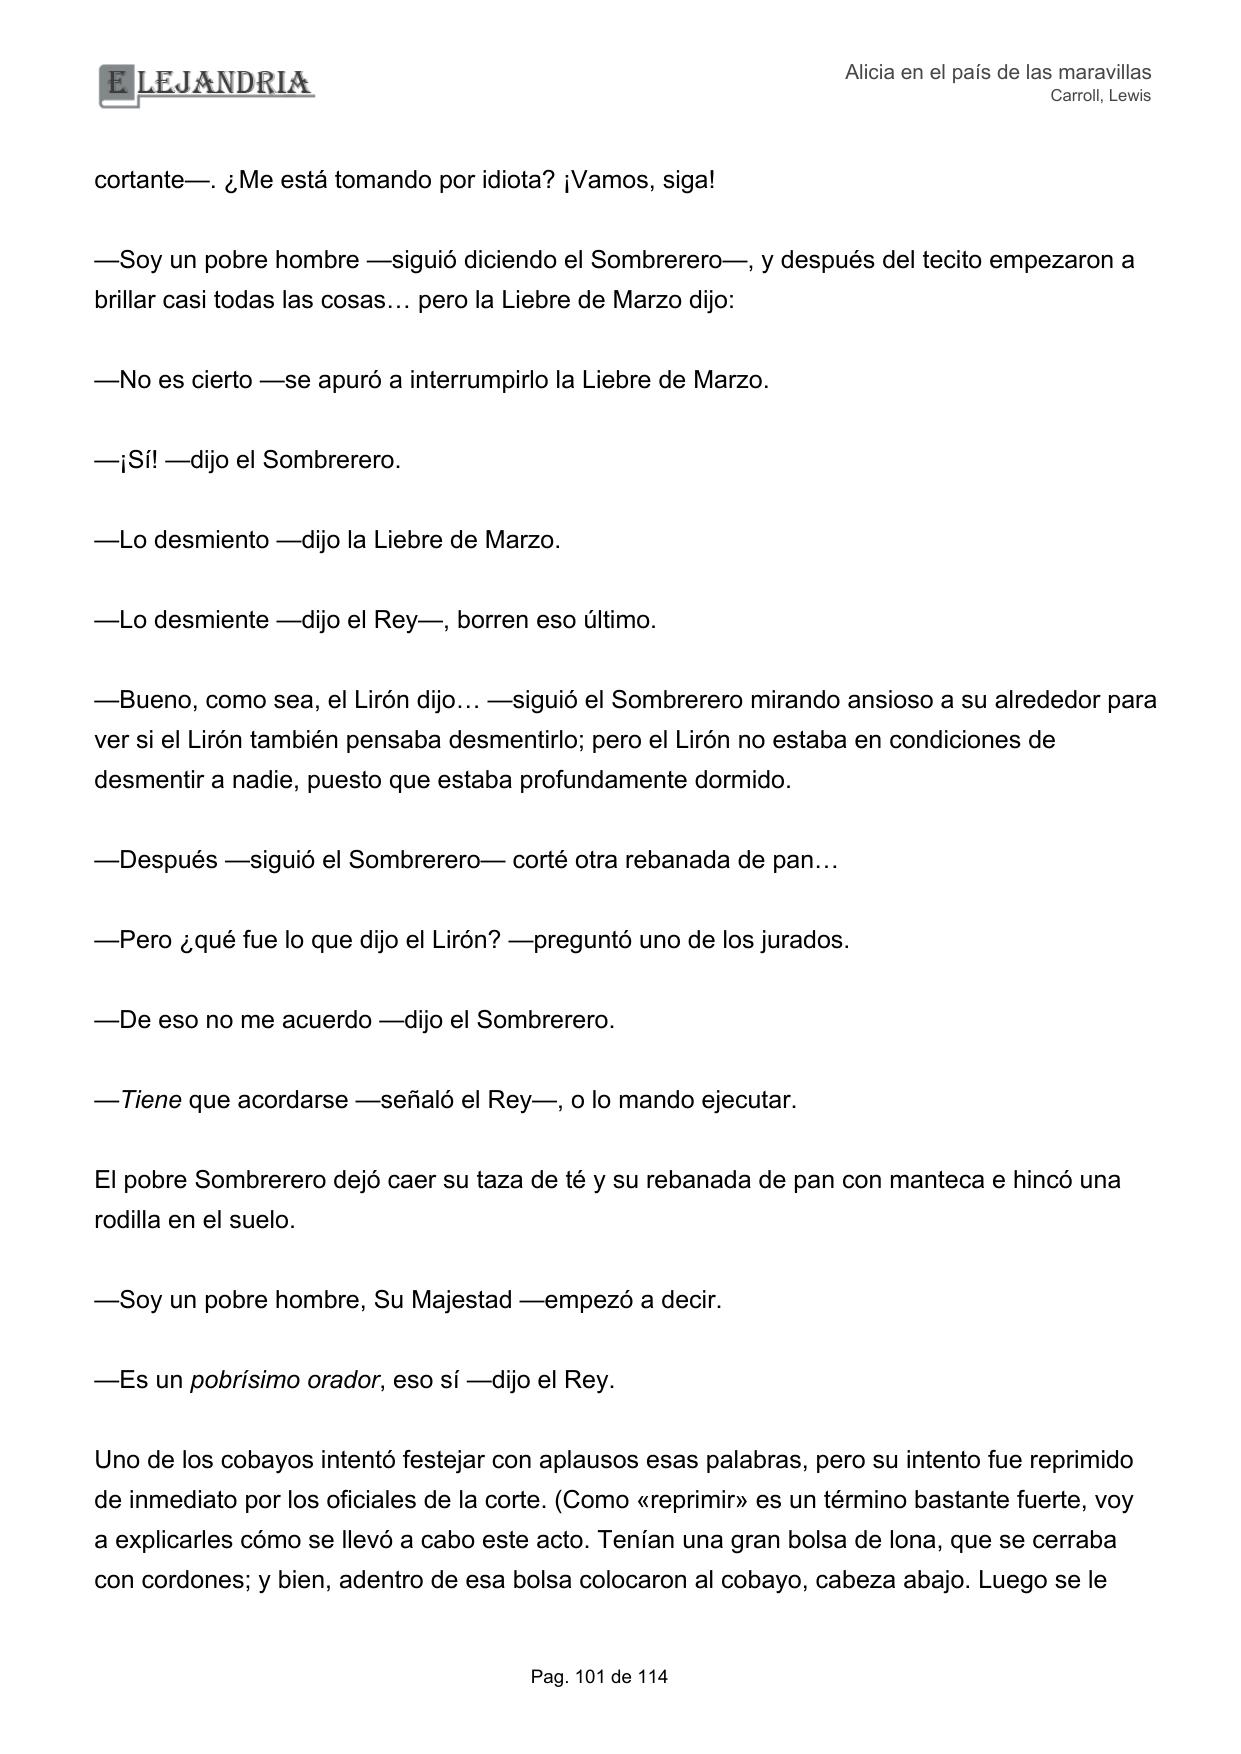 ELEJANDRIA
Alicia en el país de las maravillas
Carroll, Lewis
cortante—. ¿Me está tomando por idiota? ¡Vamos, siga!
—Soy un pobre hombre —siguió diciendo el Sombrerero—, y después del tecito empezaron a
brillar casi todas las cosas… pero la Liebre de Marzo dijo:
—No es cierto —se apuró a interrumpirlo la Liebre de Marzo.
—¡Sí! —dijo el Sombrerero.
—Lo desmiento —dijo la Liebre de Marzo.
—Lo desmiente —dijo el Rey—, borren eso último.
—Bueno, como sea, el Lirón dijo… —siguió el Sombrerero mirando ansioso a su alrededor para
ver si el Lirón también pensaba desmentirlo; pero el Lirón no estaba en condiciones de
desmentir a nadie, puesto que estaba profundamente dormido.
—Después —siguió el Sombrerero— corté otra rebanada de pan…
—Pero ¿qué fue lo que dijo el Lirón? —preguntó uno de los jurados.
—De eso no me acuerdo —dijo el Sombrerero.
—Tiene que acordarse —señaló el Rey—, o lo mando ejecutar.
El pobre Sombrerero dejó caer su taza de té y su rebanada de pan con manteca e hincó una
rodilla en el suelo.
—Soy un pobre hombre, Su Majestad —empezó a decir.
—Es un pobrísimo orador, eso sí —dijo el Rey.
Uno de los cobayos intentó festejar con aplausos esas palabras, pero su intento fue reprimido
de inmediato por los oficiales de la corte. (Como «reprimir» es un término bastante fuerte, voy
a explicarles cómo se llevó a cabo este acto. Tenían una gran bolsa de lona, que se cerraba
con cordones; y bien, adentro de esa bolsa colocaron al cobayo, cabeza abajo. Luego se le
Pag. 101 de 114